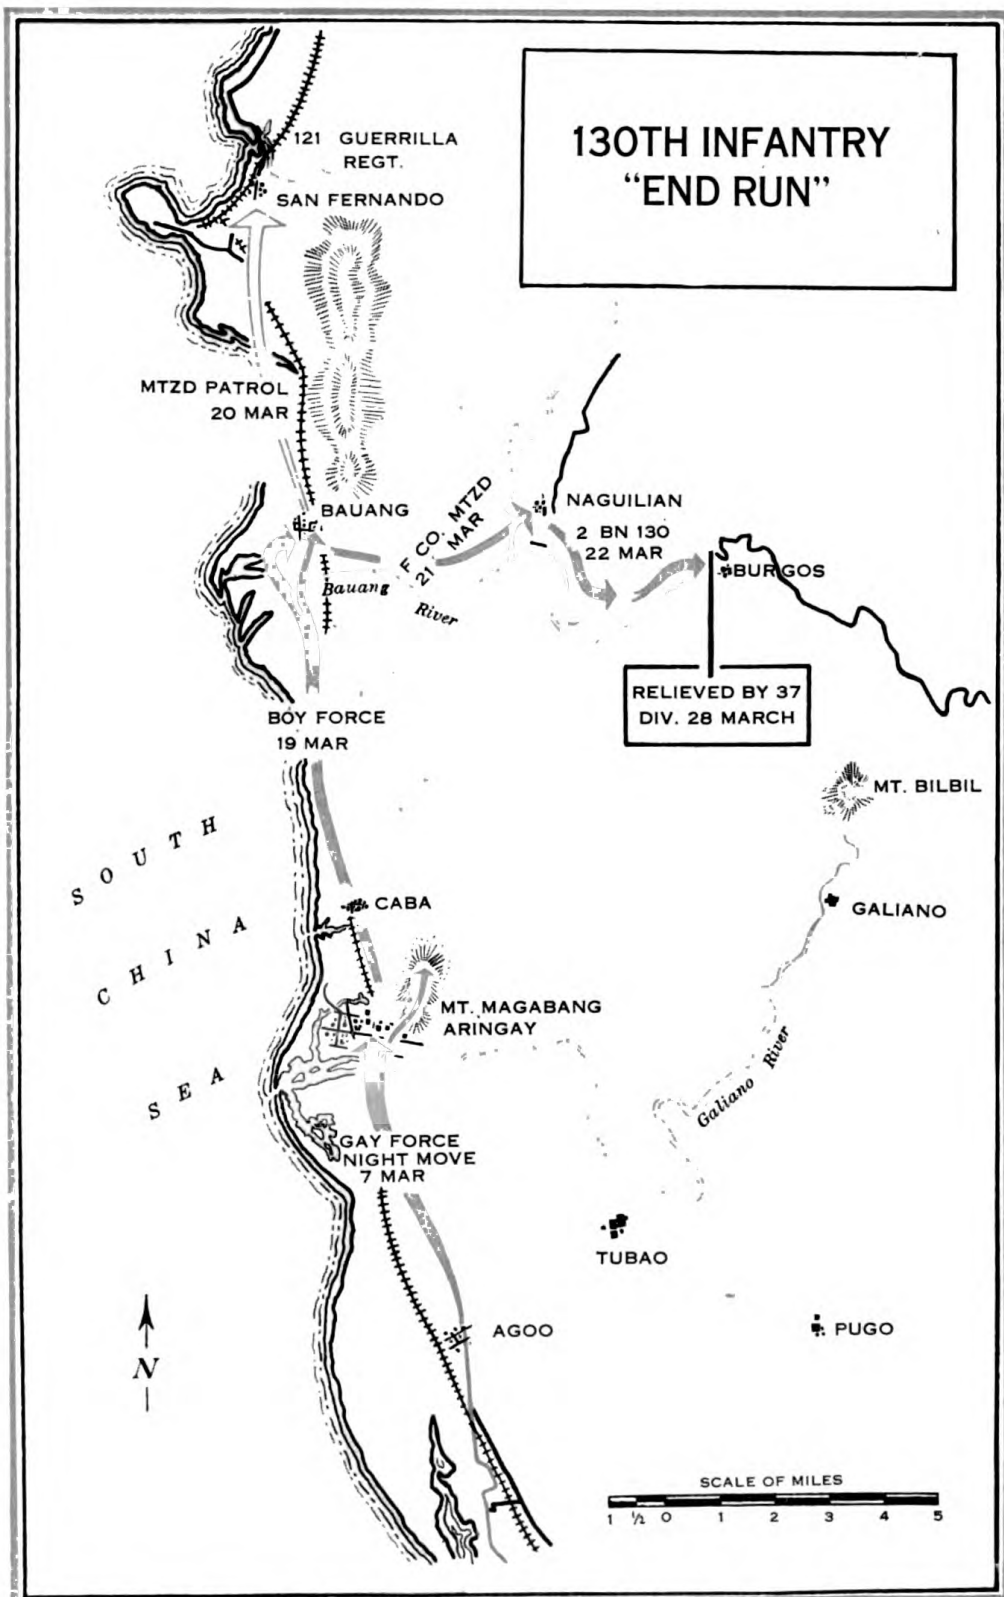 130TH INFANTRY
“END RUN”
121 GUERRILLA
REGT.
SAN FERNANDO
MTZD PATROL
20 MAR
BAUANG
F CO. MTZD
21 MAR
NAGUILIAN
2 BN 130
22 MAR
BURGOS
Bauang
River
RELIEVED BY 37
DIV. 28 MARCH
BOY FORCE
19 MAR
MT. BILBIL
SOUTH
CHINA
SEA
CABA
GALIANO
MT. MAGABANG
ARINGAY
Galiano River
GAY FORCE
NIGHT MOVE
7 MAR
TUBAO
AGOO
PUGO
N
SCALE OF MILES
1 ½ 0 1 2 3 4 5